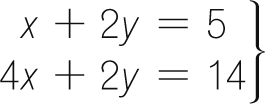 x + 2y = 5
4x + 2y = 14